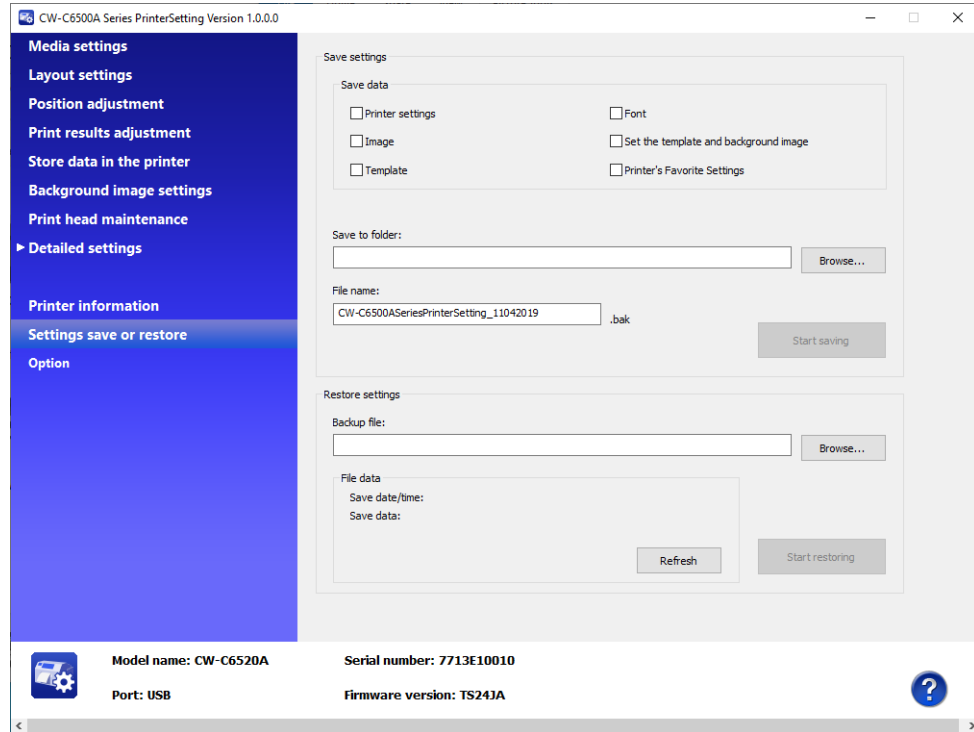 CW-C6500A Series PrinterSetting Version 1.0.0.0
Media settings
Layout settings
Position adjustment
Print results adjustment
Store data in the printer
Background image settings
Print head maintenance
Detailed settings
Printer information
Settings save or restore
Option
Save settings
Save data
Printer settings
Font
Image
Set the template and background image
Template
Printer's Favorite Settings
Save to folder:
Browse...
File name:
CW-C6500ASeriesPrinterSetting_11042019
.bak
Start saving
Restore settings
Backup file:
Browse...
File data
Save date/time:
Save data:
Refresh
Start restoring
Model name: CW-C6520A
Serial number: 7713E10010
Port: USB
Firmware version: TS24JA
?